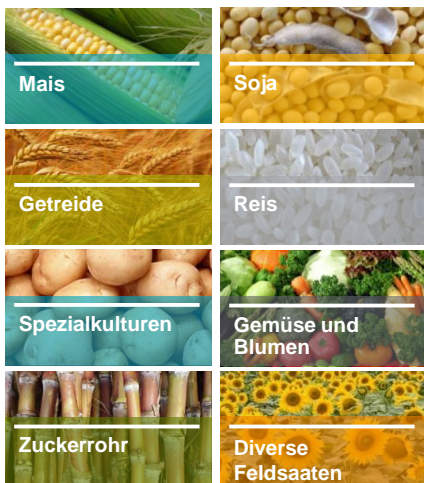 Mais
Soja
Getreide
Reis
Spezialkulturen
Gemüse und
Blumen
Zuckerrohr
Diverse
Feldsaaten